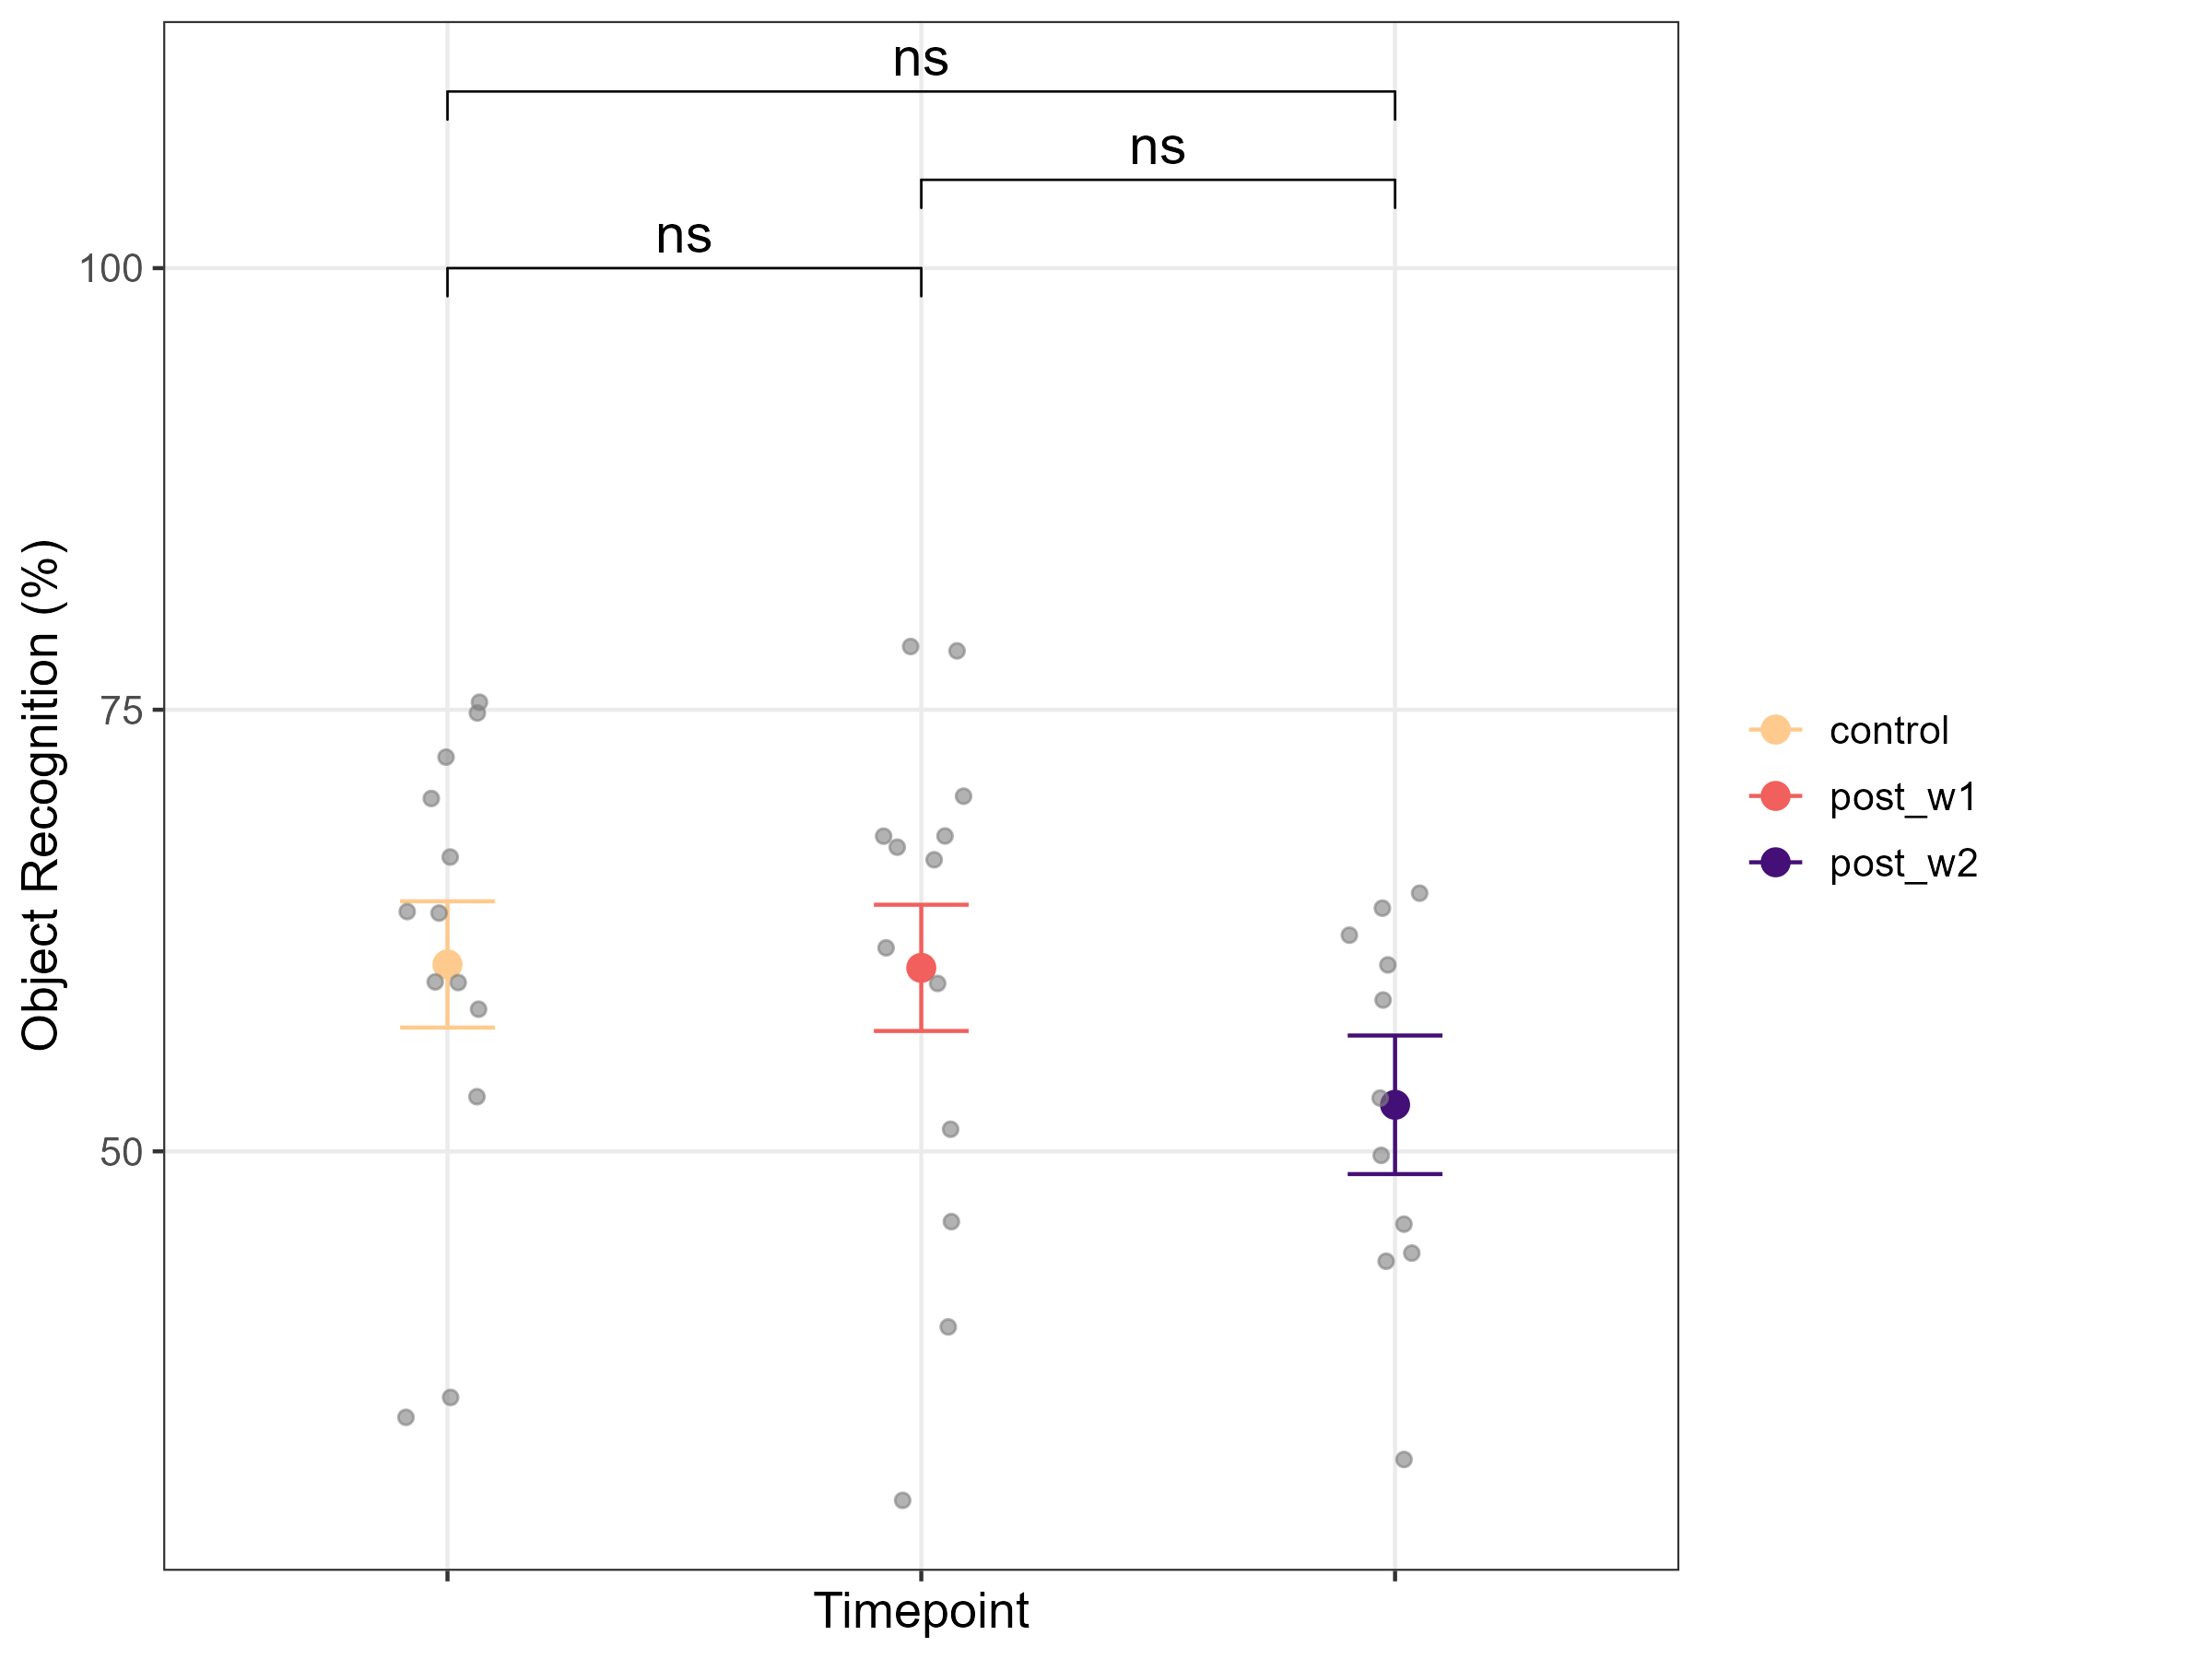 ns
ns
ns
100
75
50
Object Recognition (%)
Timepoint
control
post_w1
post_w2